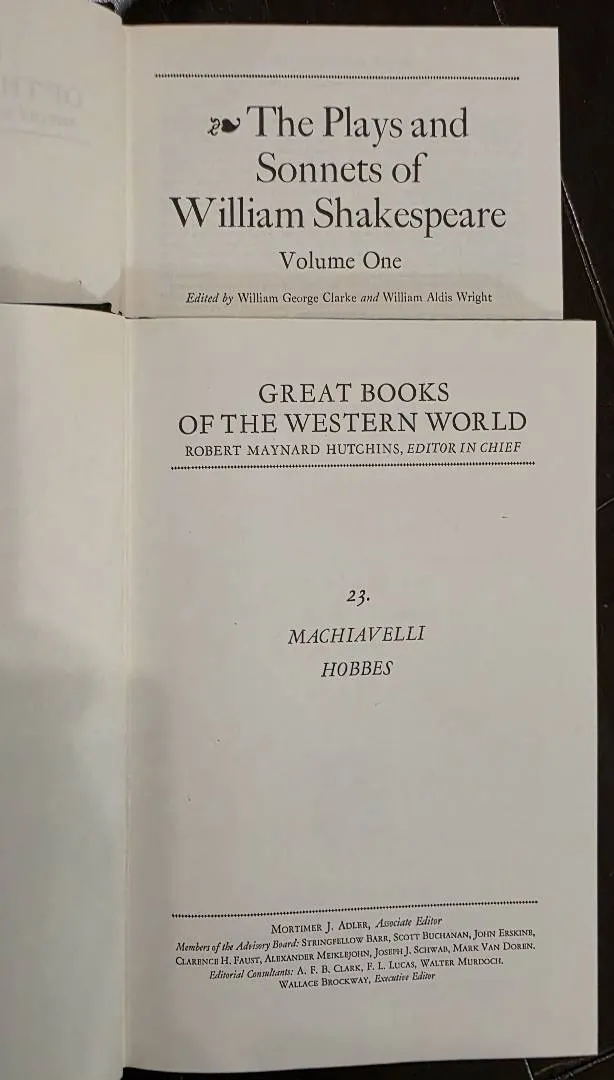 The Plays and
Sonnets of
William Shakespeare
Volume One
Edited by William George Clarke and William Aldis Wright
GREAT BOOKS
OF THE WESTERN WORLD
ROBERT MAYNARD HUTCHINS, EDITOR IN CHIEF
23.
MACHIAVELLI
HOBBES
MORTIMER J. ADLER, Associate Editor
Members of the Advisory Board: STRINGFELLOW BARR, SCOTT BUCHANAN, JOHN ERSKINE,
CLARENCE H. FAUST, ALEXANDER MEIKLEJOHN, JOSEPH J. SCHWAB, MARK VAN DOREN.
Editorial Consultants: A. F. B. CLARK, F. L. LUCAS, WALTER MURDOCH.
WALLACE BROCKWAY, Executive Editor